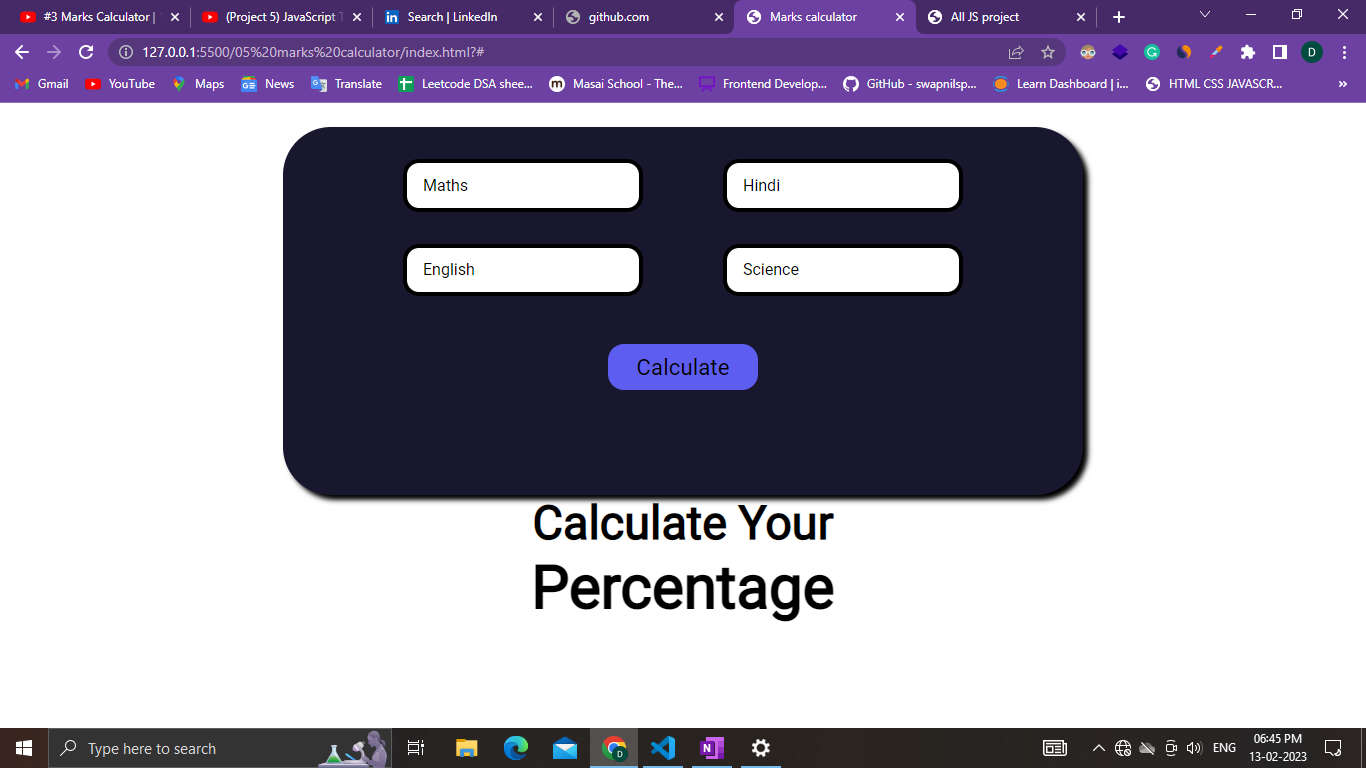 #3 Marks Calculator |
(Project 5) JavaScript
Search | LinkedIn
github.com
Marks calculator
All JS project
127.0.0.1:5500/05%20marks%20calculator/index.html?#
D
Gmail
YouTube
Maps
News
Translate
Leetcode DSA shee...
Masai School - The...
Frontend Develop...
GitHub - swapnilsp...
Learn Dashboard | i...
HTML CSS JAVASCR...
»
Maths
Hindi
English
Science
Calculate
Calculate Your
Percentage
Type here to search
ENG
06:45 PM
13-02-2023